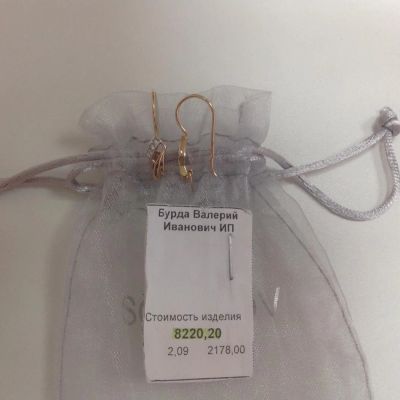 Бурда Валерий
Иванович ИП
Стоимость изделия
8220,20
2,09 2178,00